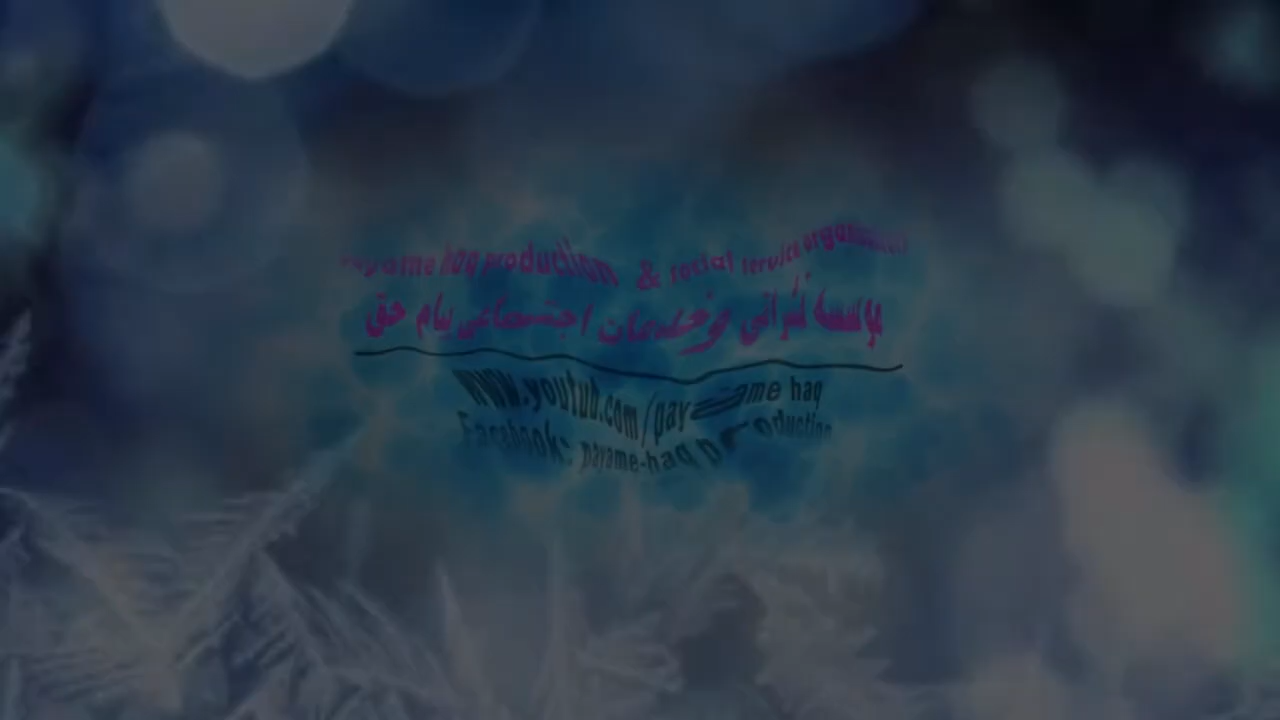 payame haq production & social service organization
موسسه نشراتی و خدمات اجتماعی پیام حق
WWW.youtub.com/payame haq
Facebook: payame-haq production